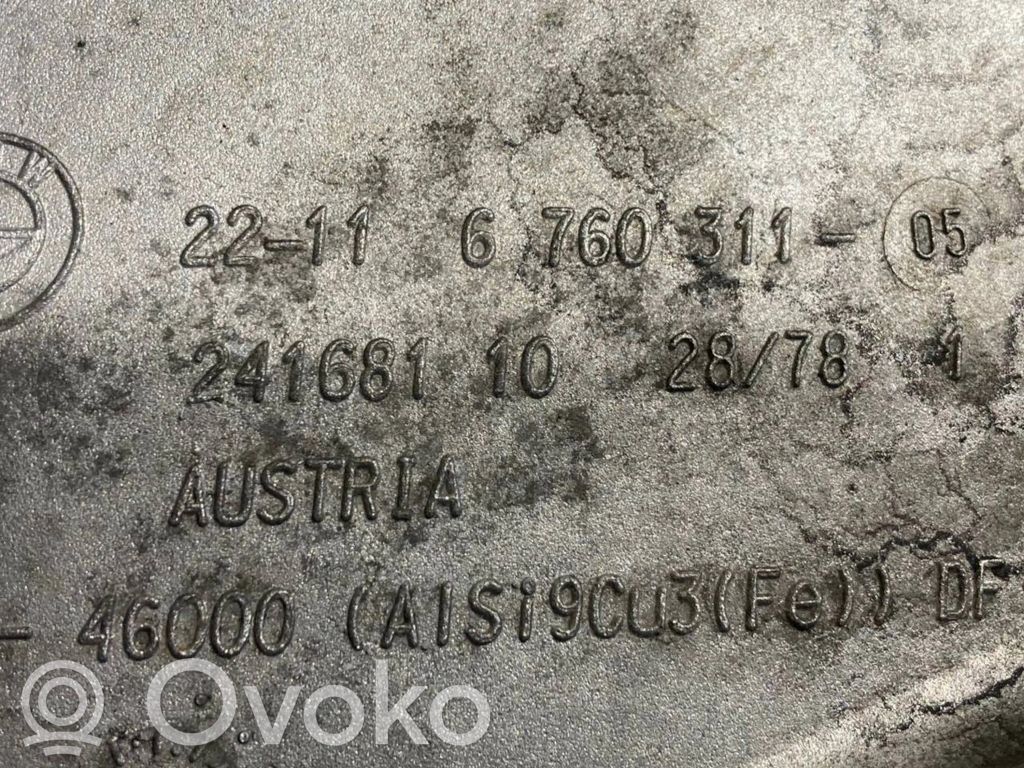 22-11 6 760 311- 05
241681 10 28/78 1
AUSTRIA
- 46000 (AlSi9Cu3(Fe)) DF
Ovoko